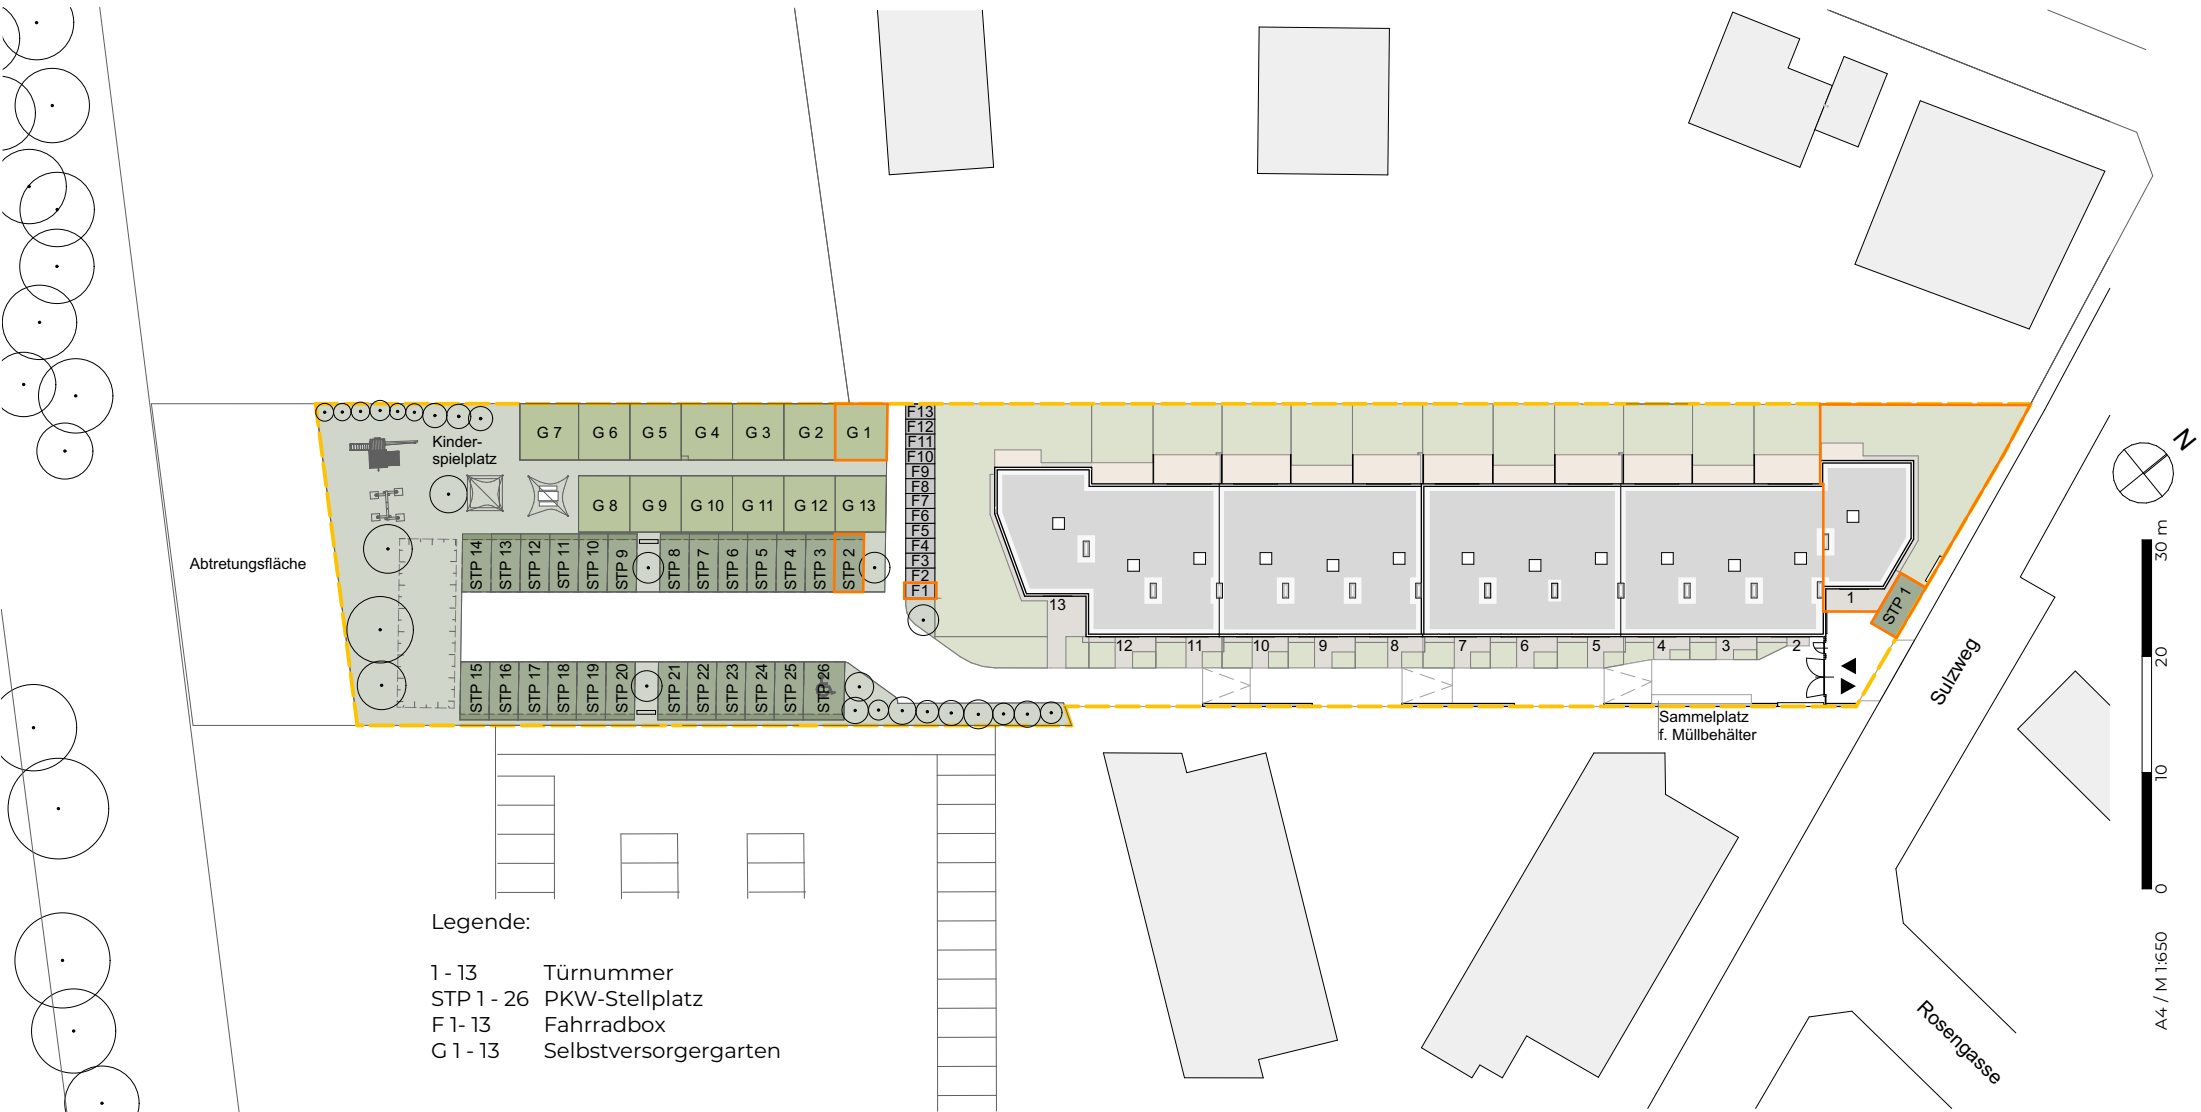 N
Kinder-
spielplatz
G 7
G 6
G 5
G 4
G 3
G 2
G 1
G 8
G 9
G 10
G 11
G 12
G 13
F13
F12
F11
F10
F9
F8
F7
F6
F5
F4
F3
F2
F1
STP 14
STP 13
STP 12
STP 11
STP 10
STP 9
STP 8
STP 7
STP 6
STP 5
STP 4
STP 3
STP 2
Abtretungsfläche
STP 15
STP 16
STP 17
STP 18
STP 19
STP 20
STP 21
STP 22
STP 23
STP 24
STP 25
STP 26
13
12
11
10
9
8
7
6
5
4
3
2
1
STP 1
Sammelplatz
f. Müllbehälter
Sulzweg
Rosengasse
30 m
20
10
0
A4 / M 1:650
Legende:
1 - 13 Türnummer
STP 1 - 26 PKW-Stellplatz
F 1- 13 Fahrradbox
G 1 - 13 Selbstversorgergarten